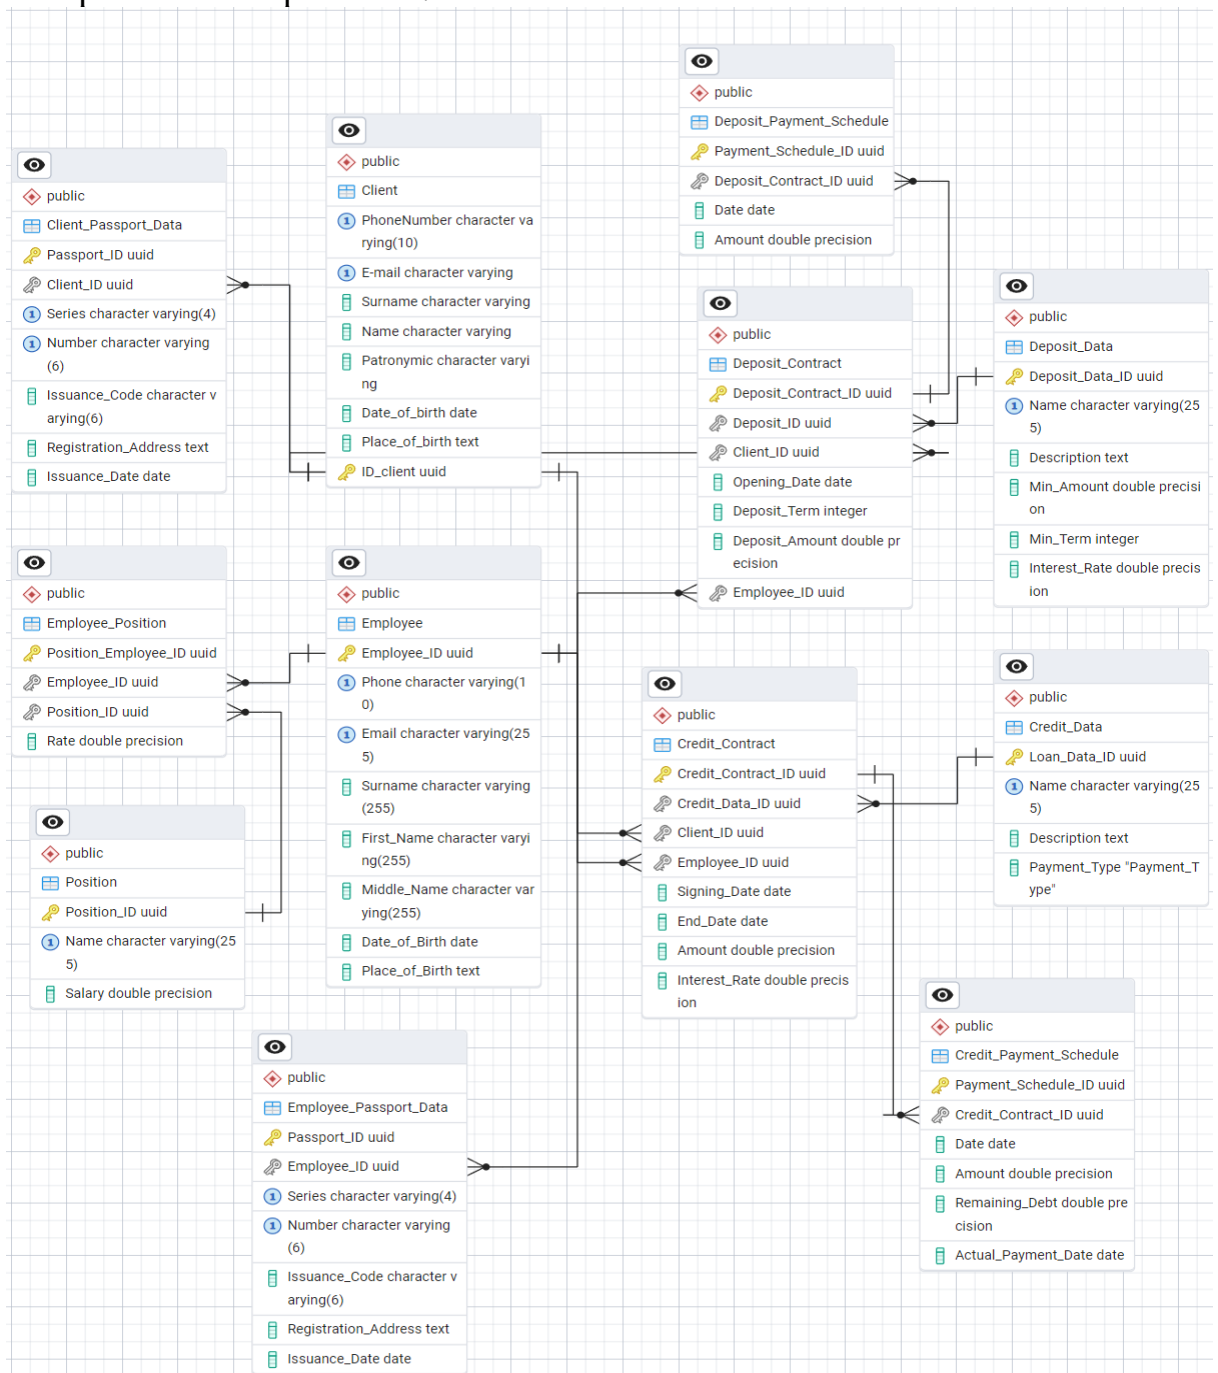 public
Deposit_Payment_Schedule
Payment_Schedule_ID uuid
Deposit_Contract_ID uuid
Date date
Amount double precision
public
Client
PhoneNumber character va
rying(10)
E-mail character varying
Surname character varying
Name character varying
Patronymic character varyi
ng
Date_of_birth date
Place_of_birth text
ID_client uuid
public
Client_Passport_Data
Passport_ID uuid
Client_ID uuid
1 Series character varying(4)
1 Number character varying
(6)
Issuance_Code character v
arying(6)
Registration_Address text
Issuance_Date date
public
Deposit_Contract
Deposit_Contract_ID uuid
Deposit_ID uuid
Client_ID uuid
Opening_Date date
Deposit_Term integer
Deposit_Amount double pr
ecision
Employee_ID uuid
public
Deposit_Data
Deposit_Data_ID uuid
1 Name character varying(25
5)
Description text
Min_Amount double precisi
on
Min_Term integer
Interest_Rate double precis
ion
public
Employee_Position
Position_Employee_ID uuid
Employee_ID uuid
Position_ID uuid
Rate double precision
public
Employee
Employee_ID uuid
1 Phone character varying(1
0)
1 Email character varying(25
5)
Surname character varying
(255)
First_Name character varyi
ng(255)
Middle_Name character var
ying(255)
Date_of_Birth date
Place_of_Birth text
public
Credit_Contract
Credit_Contract_ID uuid
Credit_Data_ID uuid
Client_ID uuid
Employee_ID uuid
Signing_Date date
End_Date date
Amount double precision
Interest_Rate double precis
ion
public
Credit_Data
Loan_Data_ID uuid
1 Name character varying(25
5)
Description text
Payment_Type "Payment_T
ype"
public
Position
Position_ID uuid
1 Name character varying(25
5)
Salary double precision
public
Credit_Payment_Schedule
Payment_Schedule_ID uuid
Credit_Contract_ID uuid
Date date
Amount double precision
Remaining_Debt double pre
cision
Actual_Payment_Date date
public
Employee_Passport_Data
Passport_ID uuid
Employee_ID uuid
1 Series character varying(4)
1 Number character varying
(6)
Issuance_Code character v
arying(6)
Registration_Address text
Issuance_Date date